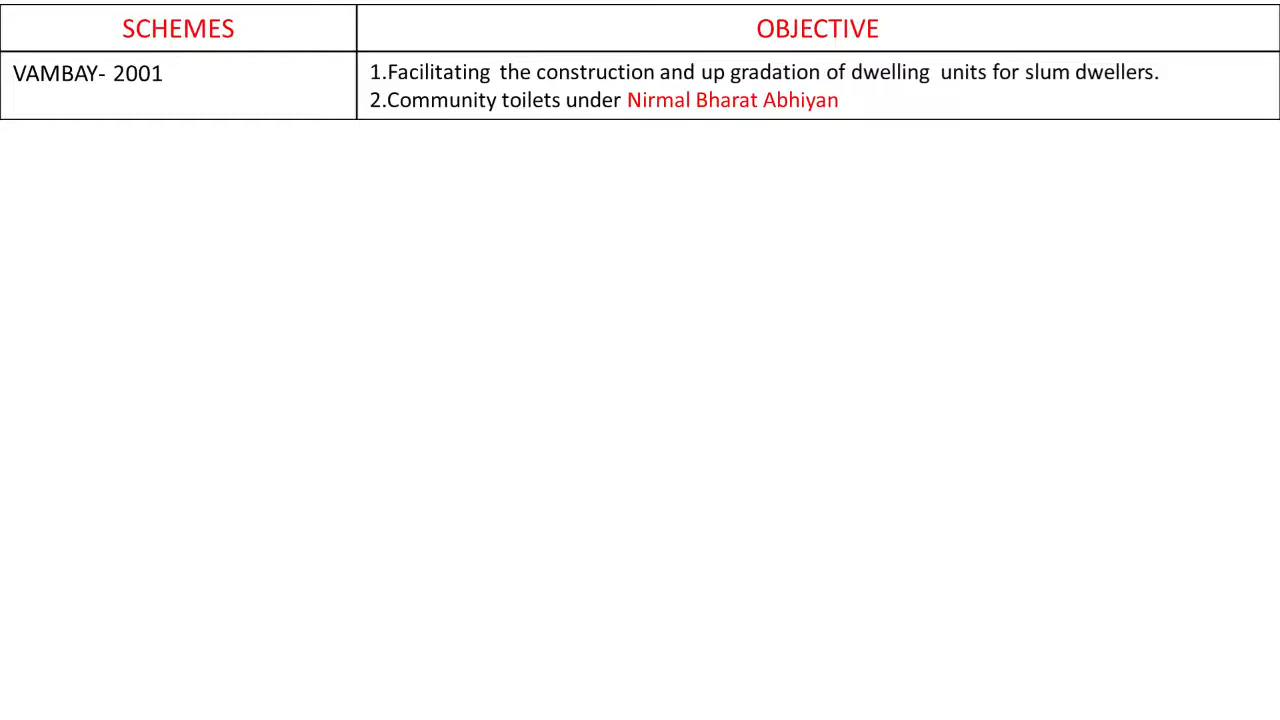 SCHEMES
OBJECTIVE
VAMBAY- 2001
1.Facilitating the construction and up gradation of dwelling units for slum dwellers.
2.Community toilets under Nirmal Bharat Abhiyan